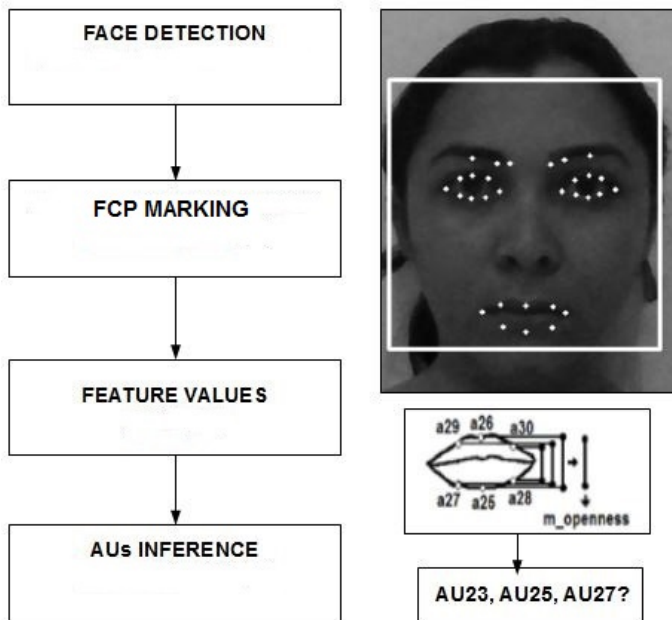 FACE DETECTION
FCP MARKING
FEATURE VALUES
AUs INFERENCE
a29 a26 a30
a27 a25 a28
m_openness
AU23, AU25, AU27?